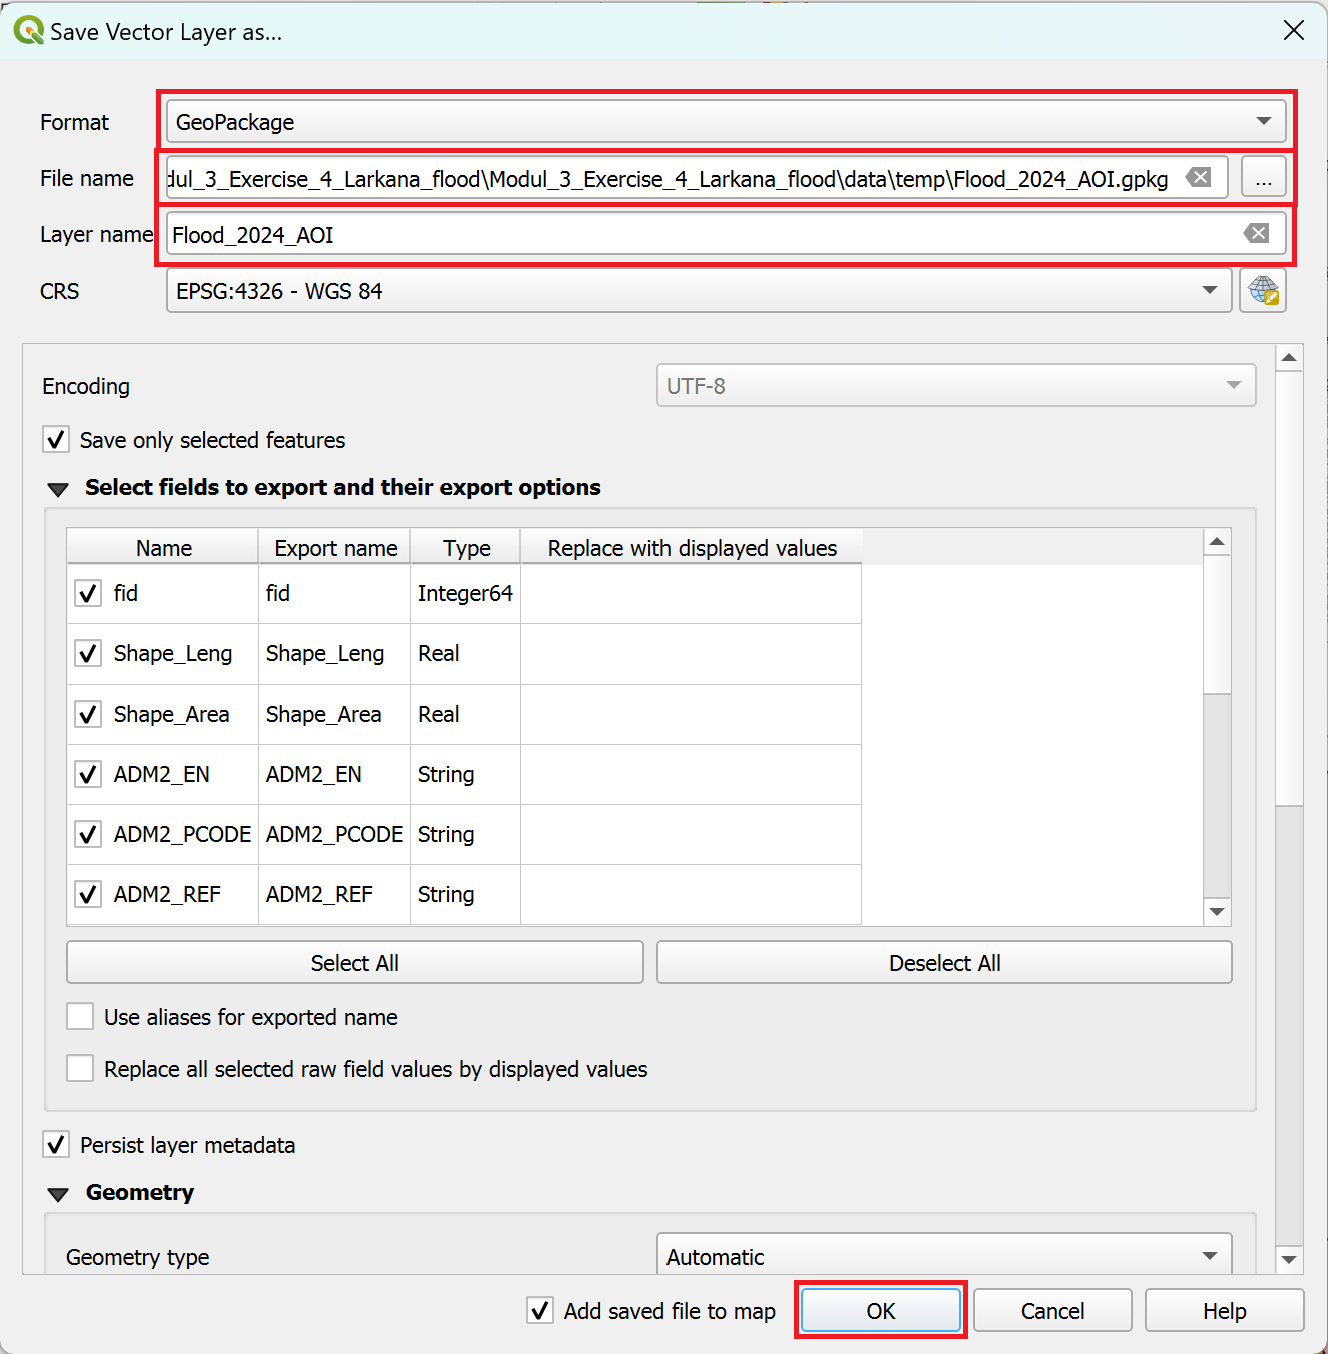 Save Vector Layer as...
Format GeoPackage
File name dul_3_Exercise_4_Larkana_flood\Modul_3_Exercise_4_Larkana_flood\data\temp\Flood_2024_AOI.gpkg ...
Layer name Flood_2024_AOI
CRS EPSG:4326 - WGS 84
Encoding UTF-8
Save only selected features
Select fields to export and their export options
Name Export name Type Replace with displayed values
fid fid Integer64
Shape_Leng Shape_Leng Real
Shape_Area Shape_Area Real
ADM2_EN ADM2_EN String
ADM2_PCODE ADM2_PCODE String
ADM2_REF ADM2_REF String
Select All Deselect All
Use aliases for exported name
Replace all selected raw field values by displayed values
Persist layer metadata
Geometry
Geometry type Automatic
Add saved file to map OK Cancel Help